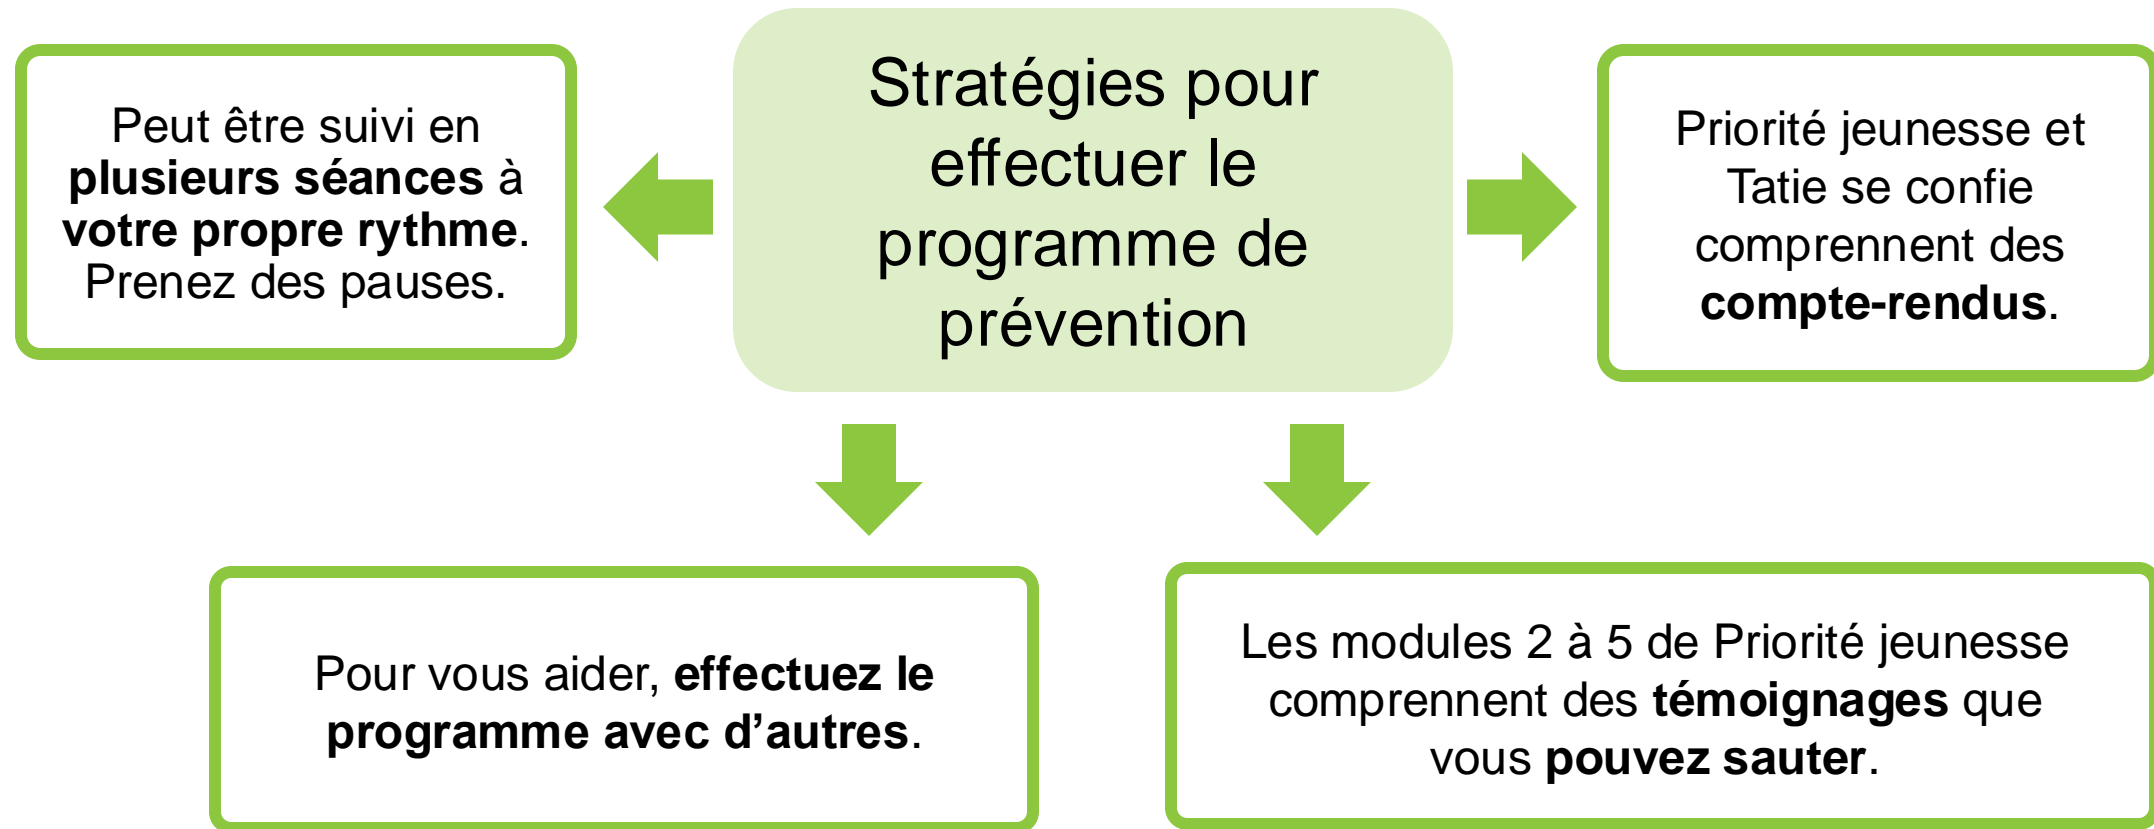 Stratégies pour
effectuer le
programme de
prévention
Peut être suivi en
plusieurs séances à
votre propre rythme.
Prenez des pauses.
Priorité jeunesse et
Tatie se confie
comprennent des
compte-rendus.
Pour vous aider, effectuez le
programme avec d’autres.
Les modules 2 à 5 de Priorité jeunesse
comprennent des témoignages que
vous pouvez sauter.